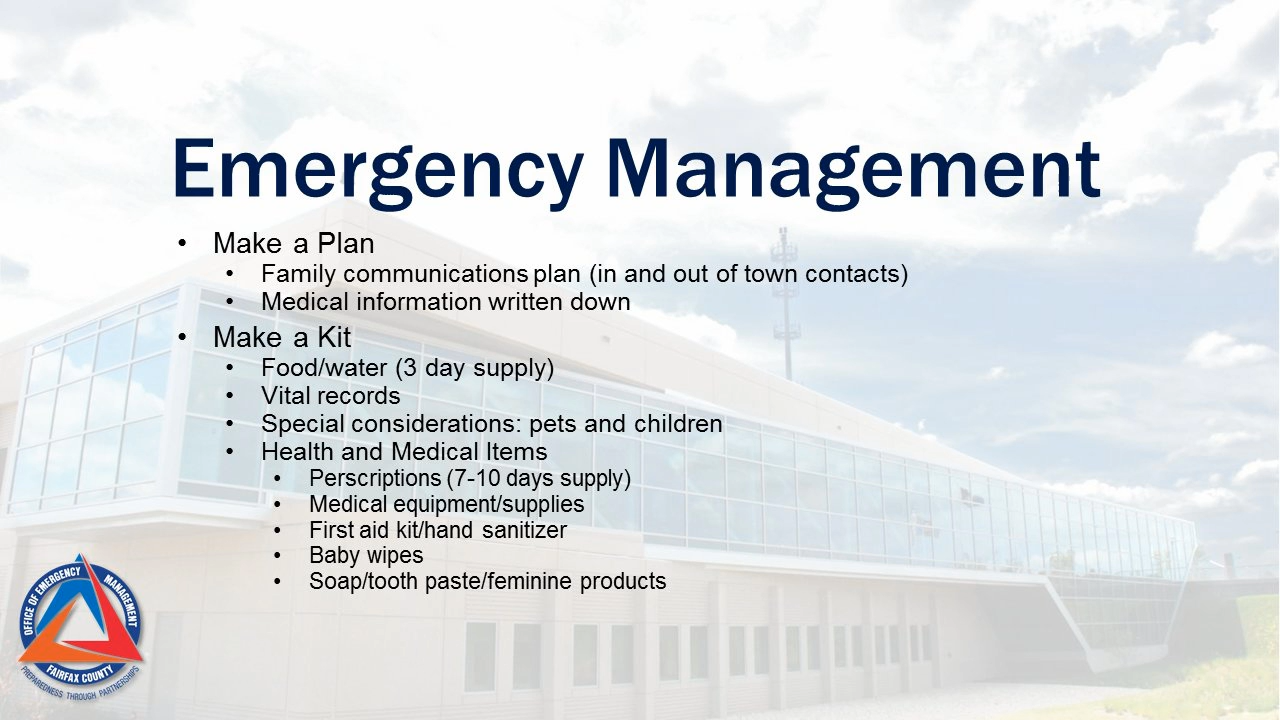 Emergency Management
• Make a Plan
• Family communications plan (in and out of town contacts)
• Medical information written down
• Make a Kit
• Food/water (3 day supply)
• Vital records
• Special considerations: pets and children
• Health and Medical Items
• Perscriptions (7-10 days supply)
• Medical equipment/supplies
• First aid kit/hand sanitizer
• Baby wipes
• Soap/tooth paste/feminine products
OFFICE OF EMERGENCY MANAGEMENT
FAIRFAX COUNTY
PREPAREDNESS THROUGH PARTNERSHIPS